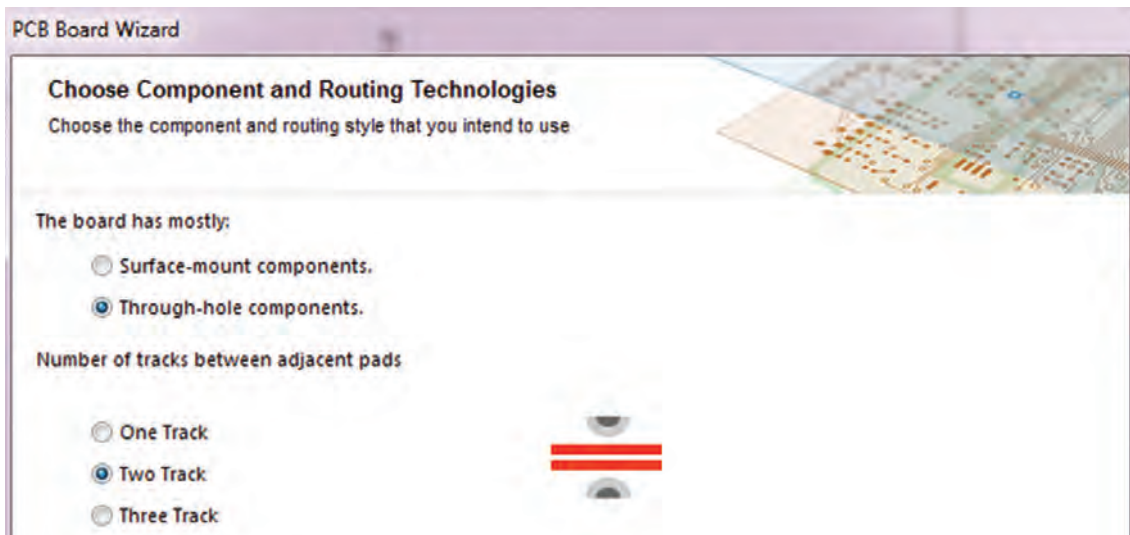 PCB Board Wizard
Choose Component and Routing Technologies
Choose the component and routing style that you intend to use
The board has mostly:
Surface-mount components.
Through-hole components.
Number of tracks between adjacent pads
One Track
Two Track
Three Track